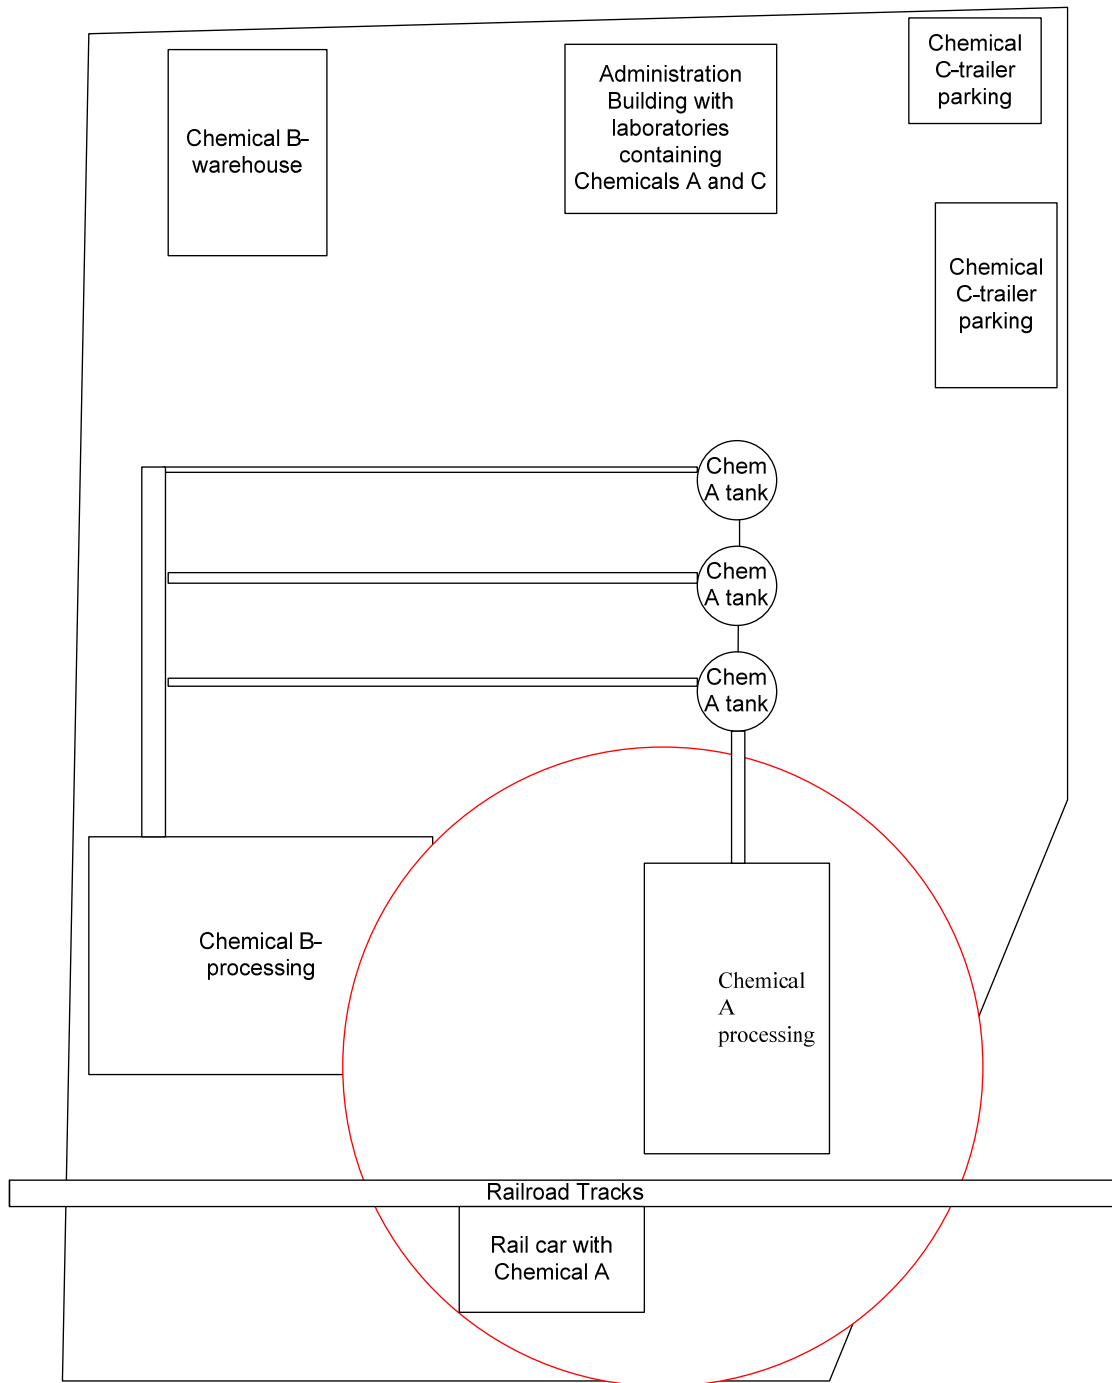 Chemical B-
warehouse
Administration
Building with
laboratories
containing
Chemicals A and C
Chemical
C-trailer
parking
Chemical
C-trailer
parking
Chem
A tank
Chem
A tank
Chem
A tank
Chemical B-
processing
Chemical
A
processing
Railroad Tracks
Rail car with
Chemical A